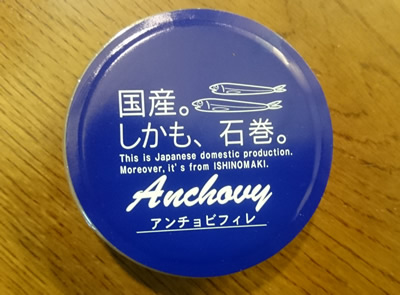 国産。
しかも、石巻。
This is Japanese domestic production.
Moreover, it's from ISHINOMAKI.
Anchovy
アンチョビフィレ